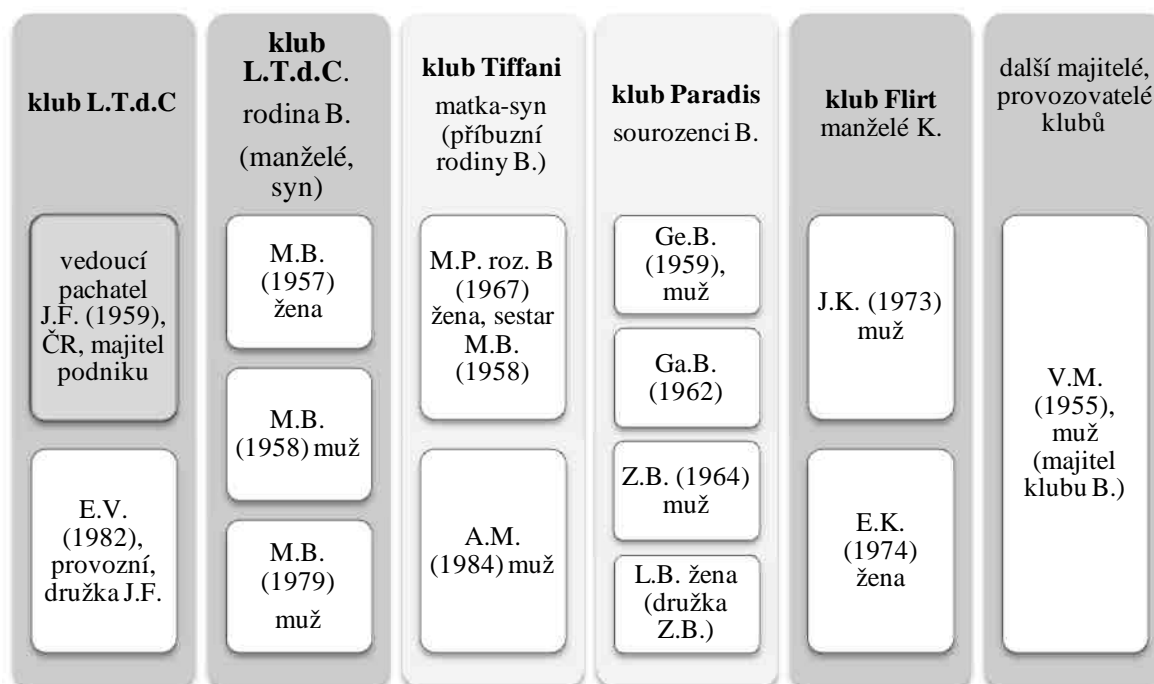 klub L.T.d.C
vedoucí
pachatel
J.F. (1959),
ČR, majitel
podniku
E.V.
(1982),
provozní,
družka J.F.
klub
L.T.d.C.
rodina B.
(manželé,
syn)
M.B.
(1957)
žena
M.B.
(1958) muž
M.B.
(1979)
muž
klub Tiffani
matka-syn
(příbuzní
rodiny B.)
M.P. roz. B
(1967)
žena, sestar
M.B.
(1958)
A.M.
(1984) muž
klub Paradis
sourozenci B.
Ge.B.
(1959),
muž
Ga.B.
(1962)
Z.B. (1964)
muž
L.B. žena
(družka
Z.B.)
klub Flirt
manželé K.
J.K. (1973)
muž
E.K.
(1974)
žena
další majitelé,
provozovatelé
klubů
V.M.
(1955),
muž
(majitel
klubu B.)